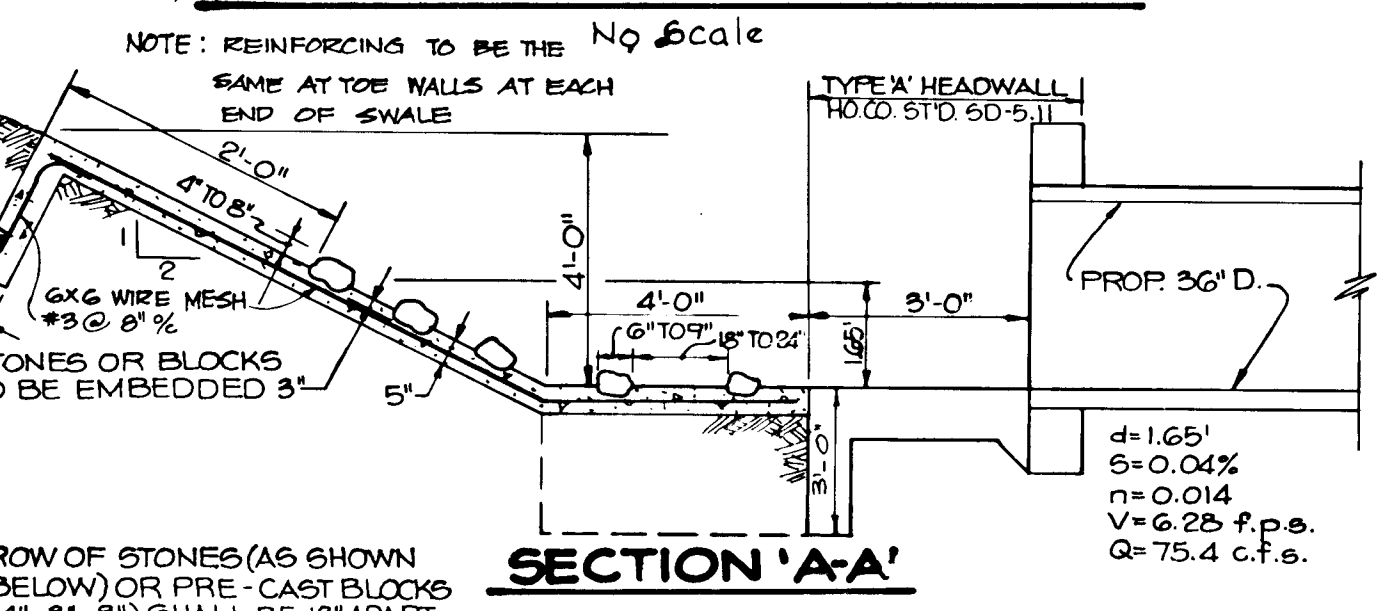 No Scale
NOTE: REINFORCING TO BE THE
SAME AT TOE WALLS AT EACH
END OF SWALE
TYPE 'A' HEADWALL
HO.CO. ST'D. SD-5.11
2'-0"
4" TO 8"
1
2
4'-0"
6X6 WIRE MESH
#3 @ 8" %
4'-0"
3'-0"
PROP. 36" D.
6" TO 9"
18" TO 24"
1.65'
STONES OR BLOCKS
TO BE EMBEDDED 3"
5"
3'-0"
d=1.65'
S=0.04%
n=0.014
V=6.28 f.p.s.
Q=75.4 c.f.s.
ROW OF STONES (AS SHOWN
BELOW) OR PRE-CAST BLOCKS
SECTION 'A-A'